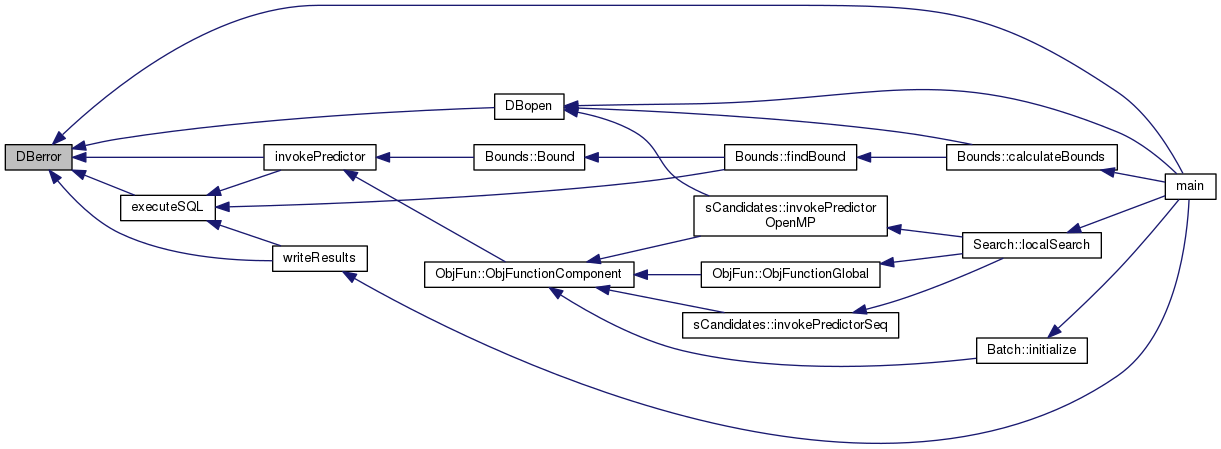 DBerror
executeSQL
invokePredictor
writeResults
DBopen
Bounds::Bound
ObjFun::ObjFunctionComponent
Bounds::findBound
sCandidates::invokePredictor
OpenMP
ObjFun::ObjFunctionGlobal
sCandidates::invokePredictorSeq
Bounds::calculateBounds
Search::localSearch
Batch::initialize
main